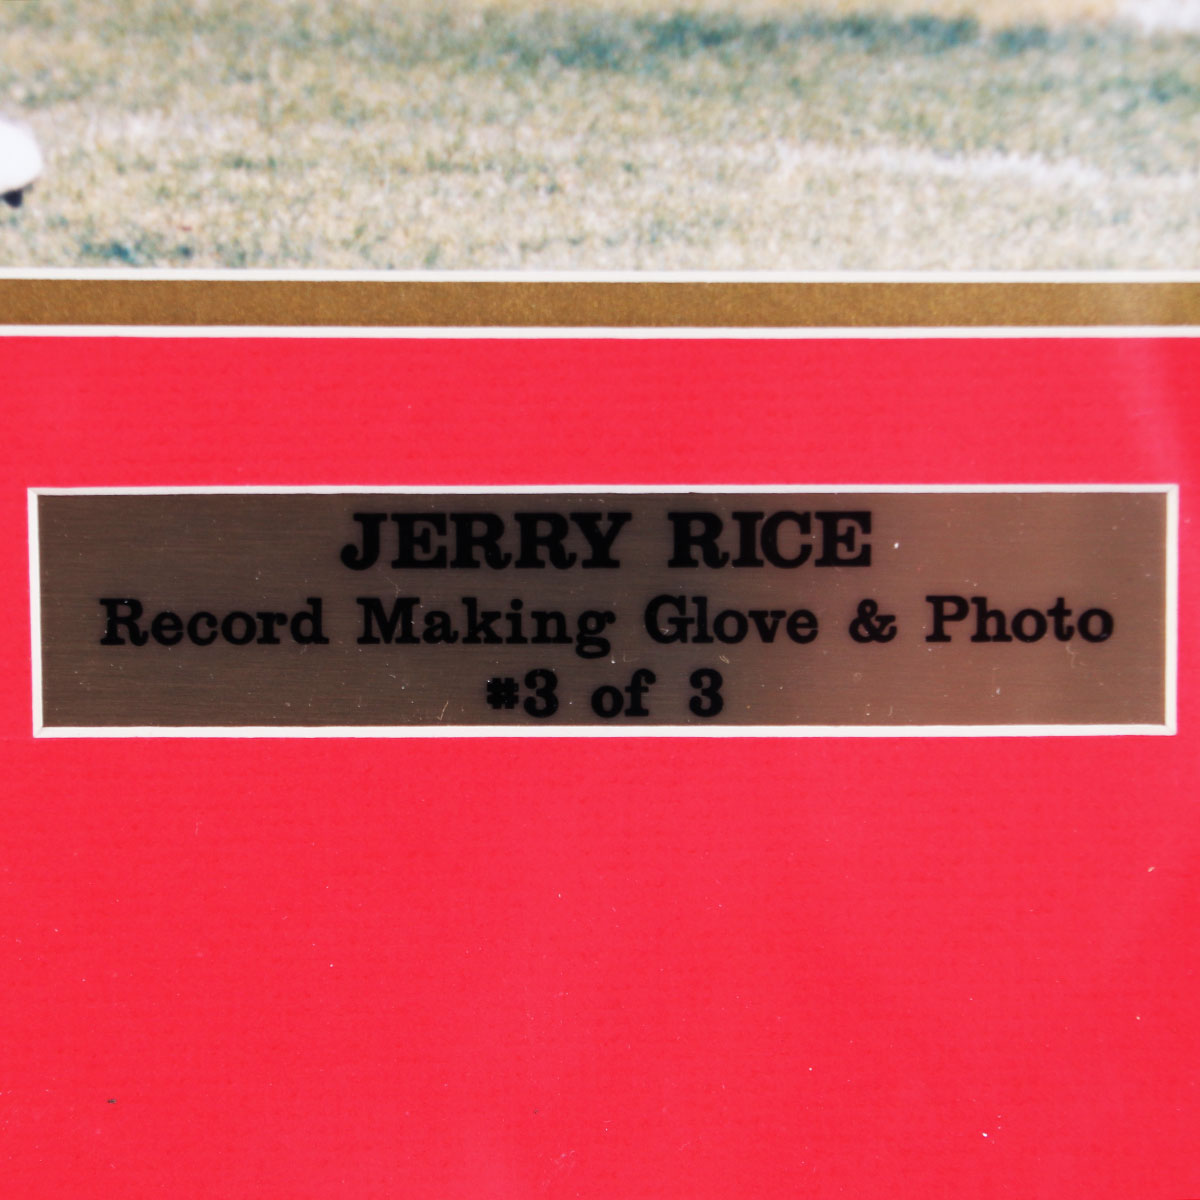 JERRY RICE
Record Making Glove & Photo
#3 of 3